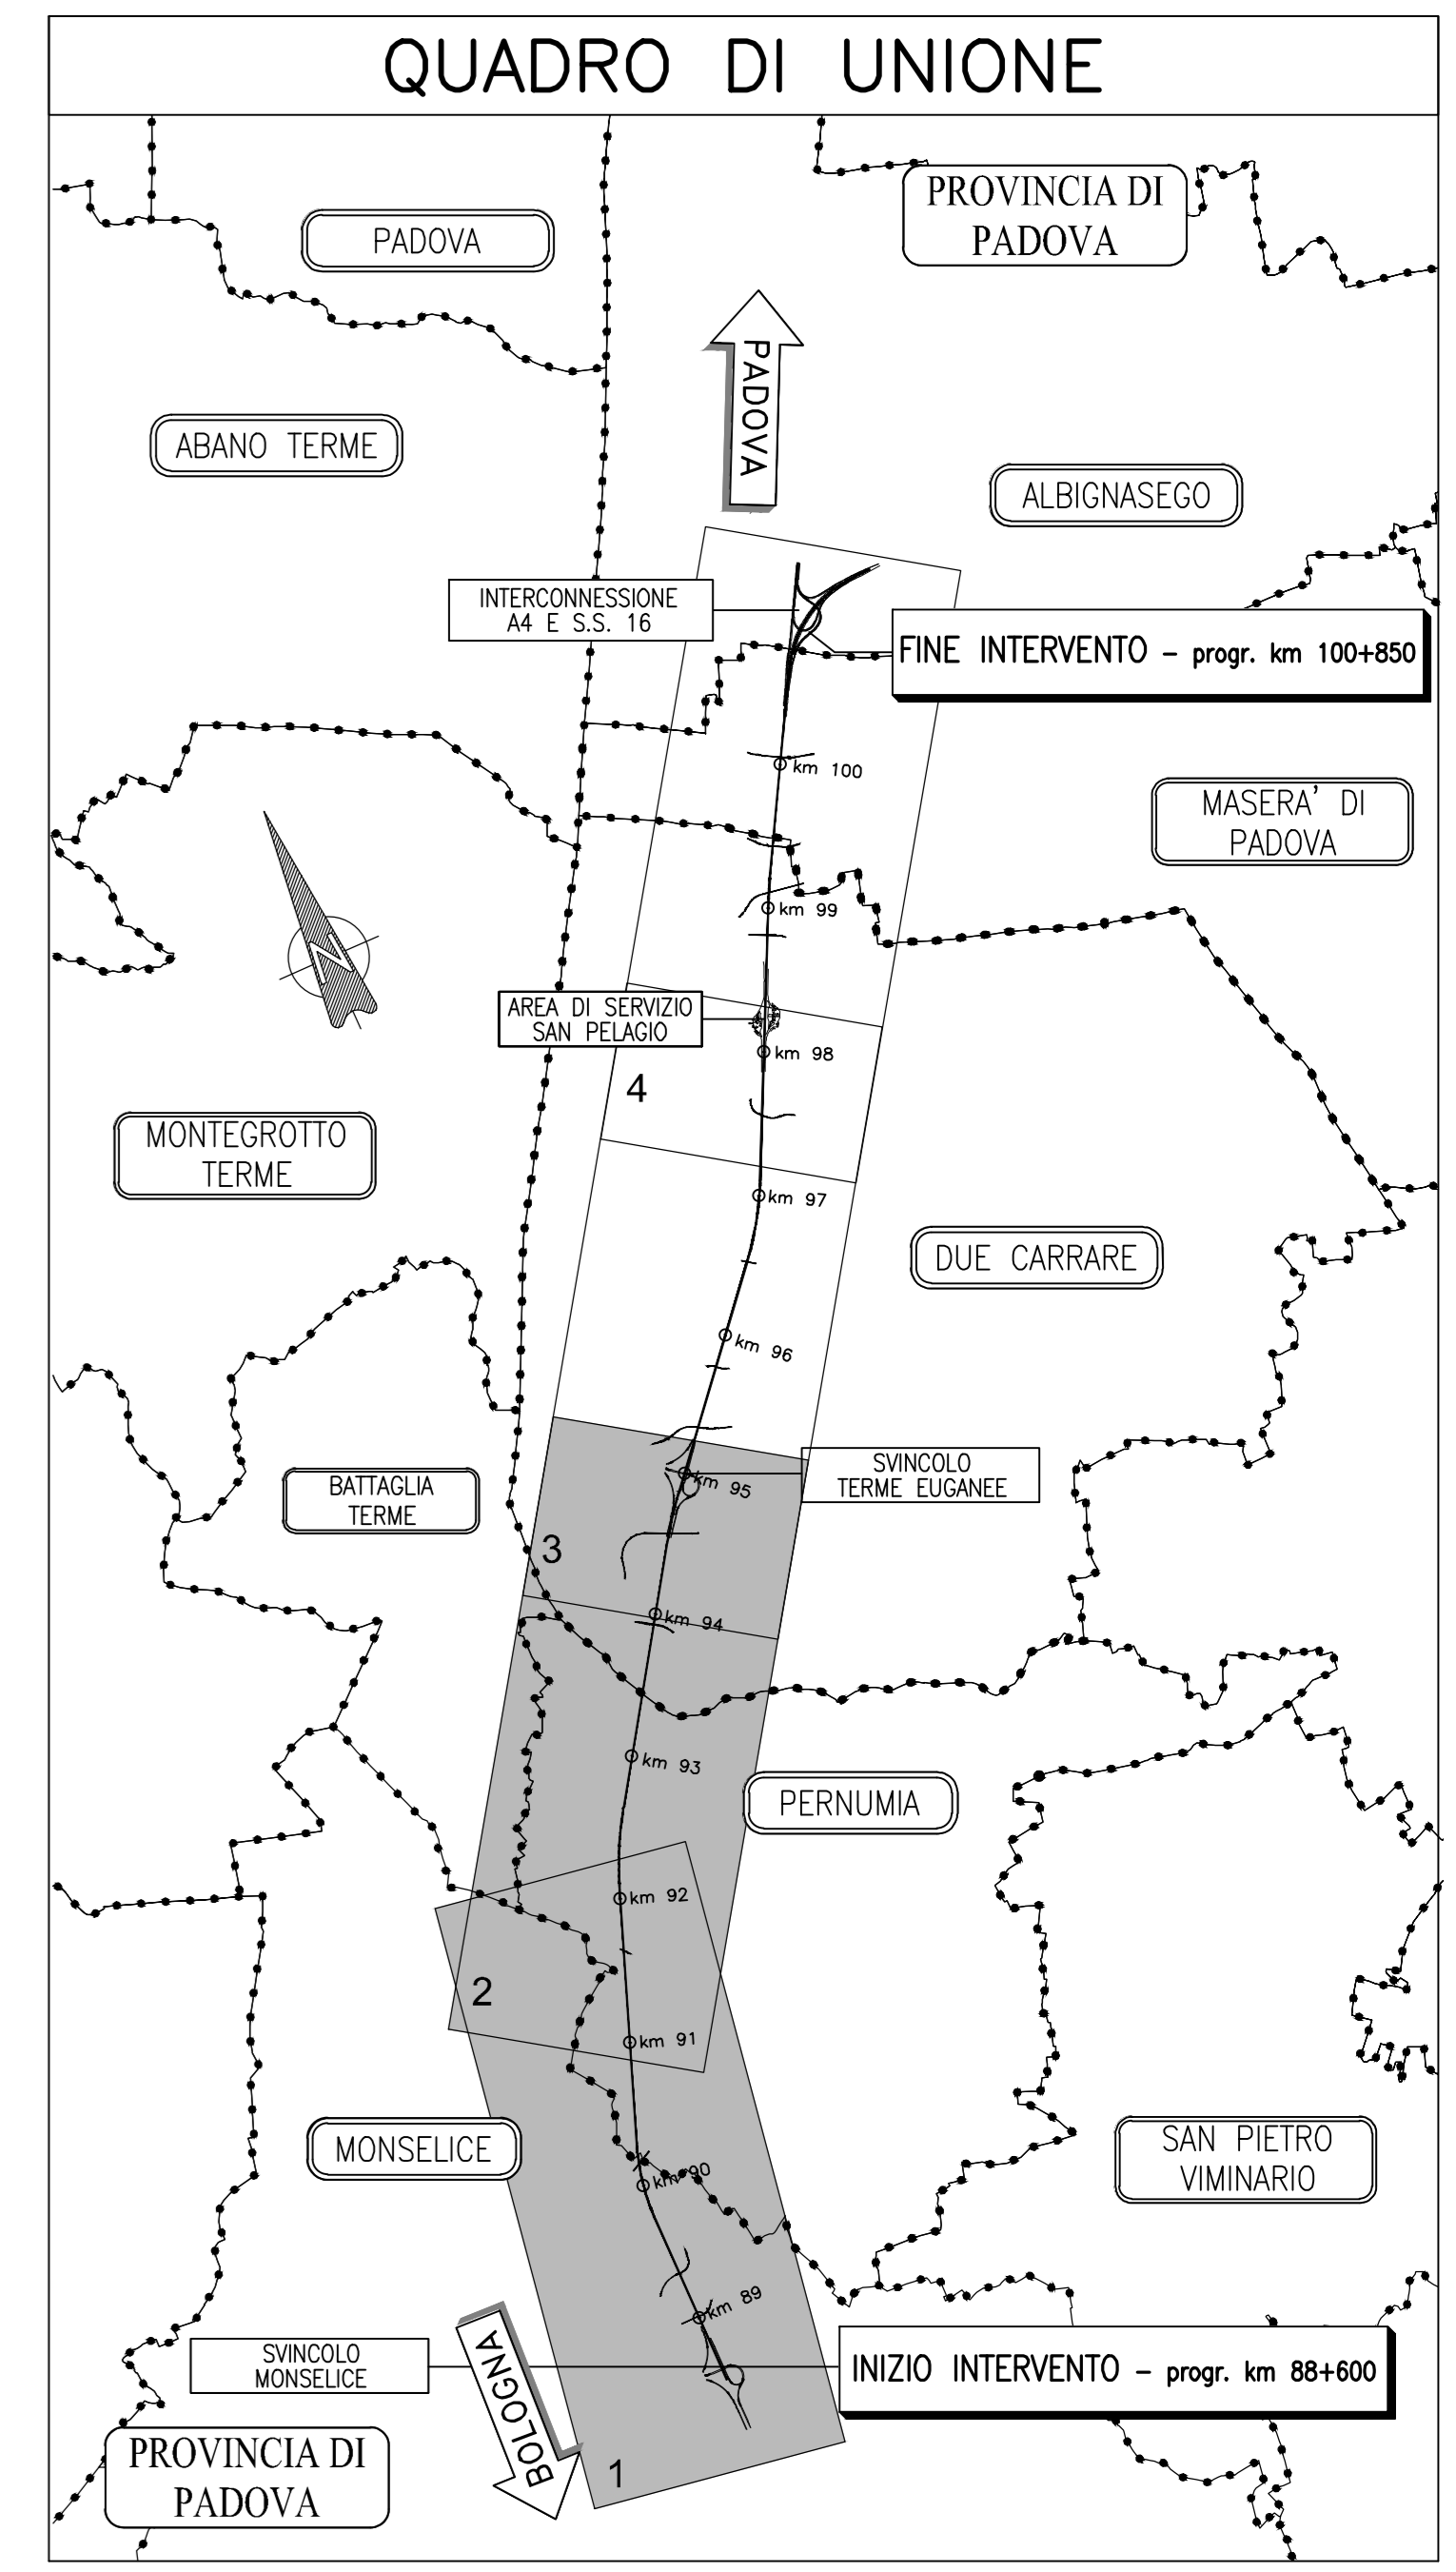 QUADRO DI UNIONE
PROVINCIA DI
PADOVA
PADOVA
PADOVA
ABANO TERME
ALBIGNASEGO
INTERCONNESSIONE
A4 E S.S. 16
FINE INTERVENTO – progr. km 100+850
km 100
MASERA' DI
PADOVA
km 99
N
AREA DI SERVIZIO
SAN PELAGIO
km 98
4
MONTEGROTTO
TERME
km 97
DUE CARRARE
km 96
SVINCOLO
TERME EUGANEE
km 95
BATTAGLIA
TERME
3
km 94
km 93
PERNUMIA
km 92
2
km 91
MONSELICE
SAN PIETRO
VIMINARIO
km 90
km 89
SVINCOLO
MONSELICE
INIZIO INTERVENTO – progr. km 88+600
BOLOGNA
PROVINCIA DI
PADOVA
1